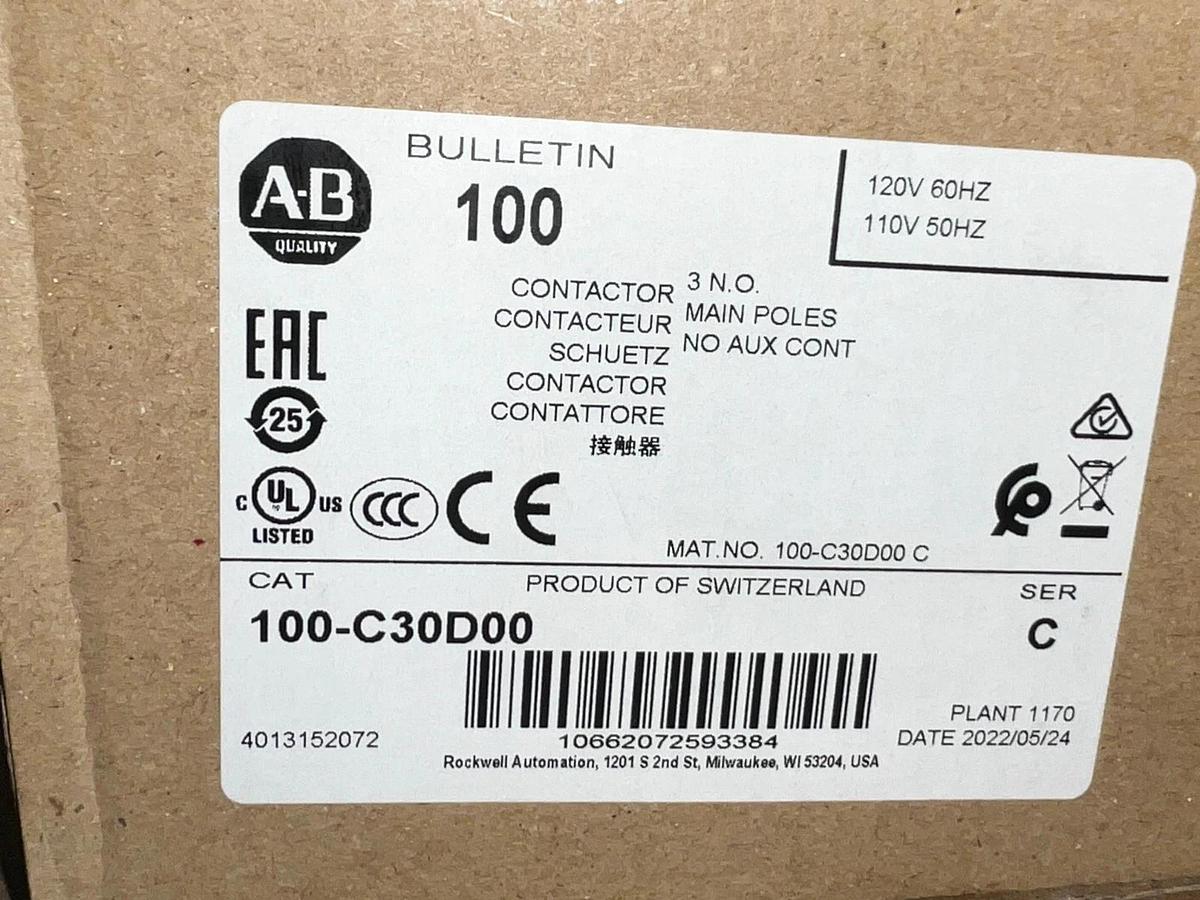 BULLETIN
100
A-B
QUALITY
120V 60HZ
110V 50HZ
CONTACTOR
CONTACTEUR
SCHUETZ
CONTACTOR
CONTATTORE
接触器
3 N.O.
MAIN POLES
NO AUX CONT
EAC
25
C UL US
LISTED
CCC
CE
MAT.NO. 100-C30D00 C
CAT
PRODUCT OF SWITZERLAND
SER
100-C30D00
C
4013152072
10662072593384
PLANT 1170
DATE 2022/05/24
Rockwell Automation, 1201 S 2nd St, Milwaukee, WI 53204, USA